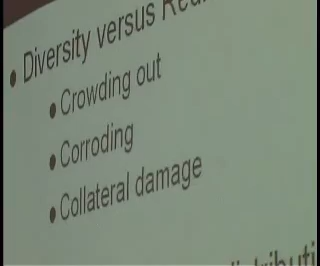 • Diversity versus
• Crowding out
• Corroding
• Collateral damage